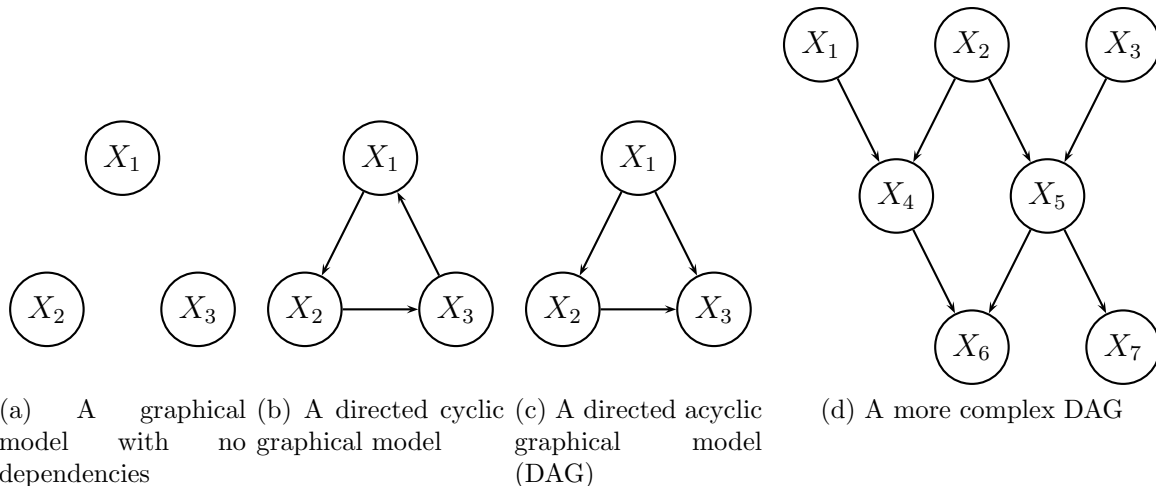 X₁ X₂ X₃
X₁
X₂ X₃
X₁
X₂ X₃
X₁
X₂ X₃
X₄ X₅
X₆ X₇
(a) A graphical
model with no
dependencies
(b) A directed cyclic
graphical model
(c) A directed acyclic
graphical model
(DAG)
(d) A more complex DAG